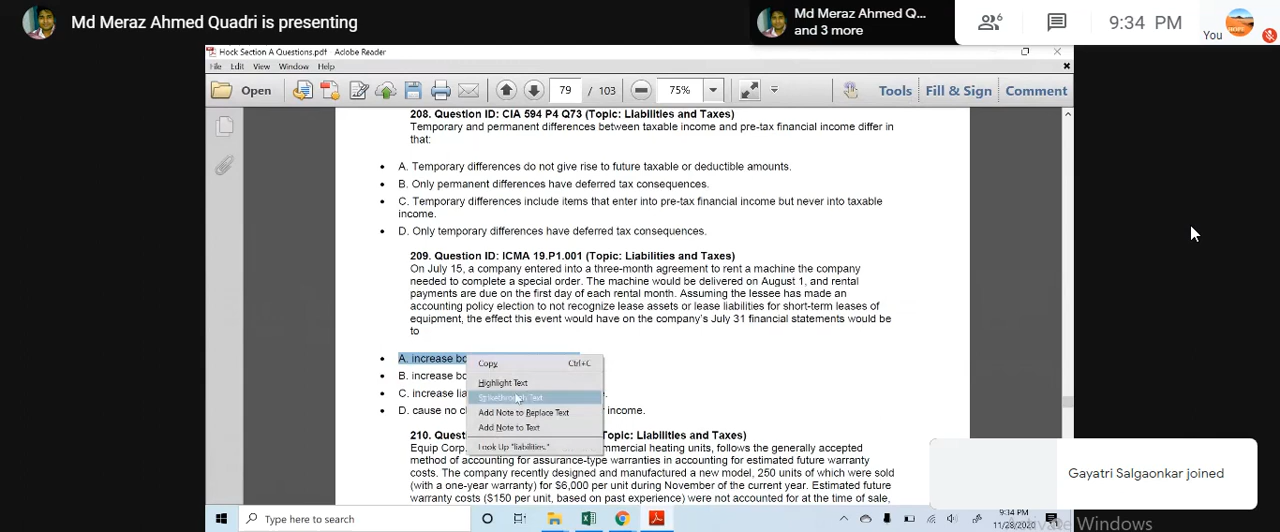 Md Meraz Ahmed Quadri is presenting
Md Meraz Ahmed Q...
and 3 more
6
9:34 PM
You
Hock Section A Questions.pdf - Adobe Reader
File Edit View Window Help
Open
79 / 103
75%
Tools Fill & Sign Comment
208. Question ID: CIA 594 P4 Q73 (Topic: Liabilities and Taxes)
Temporary and permanent differences between taxable income and pre-tax financial income differ in
that:
• A. Temporary differences do not give rise to future taxable or deductible amounts.
• B. Only permanent differences have deferred tax consequences.
• C. Temporary differences include items that enter into pre-tax financial income but never into taxable
income.
• D. Only temporary differences have deferred tax consequences.
209. Question ID: ICMA 19.P1.001 (Topic: Liabilities and Taxes)
On July 15, a company entered into a three-month agreement to rent a machine the company
needed to complete a special order. The machine would be delivered on August 1, and rental
payments are due on the first day of each rental month. Assuming the lessee has made an
accounting policy election to not recognize lease assets or lease liabilities for short-term leases of
equipment, the effect this event would have on the company's July 31 financial statements would be
to
• A. increase bo
• B. increase bo
• C. increase lia
• D. cause no c
income.
Copy Ctrl+C
Highlight Text
Strikethrough Text
Add Note to Replace Text
Add Note to Text
Look Up "liabilities."
210. Quest
Topic: Liabilities and Taxes)
Equip Corp.
mmercial heating units, follows the generally accepted
method of accounting for assurance-type warranties in accounting for estimated future warranty
costs. The company recently designed and manufactured a new model, 250 units of which were sold
(with a one-year warranty) for $6,000 per unit during November of the current year. Estimated future
warranty costs ($150 per unit, based on past experience) were not accounted for at the time of sale,
Gayatri Salgaonkar joined
Type here to search
9:14 PM
11/28/2020
Activate Windows